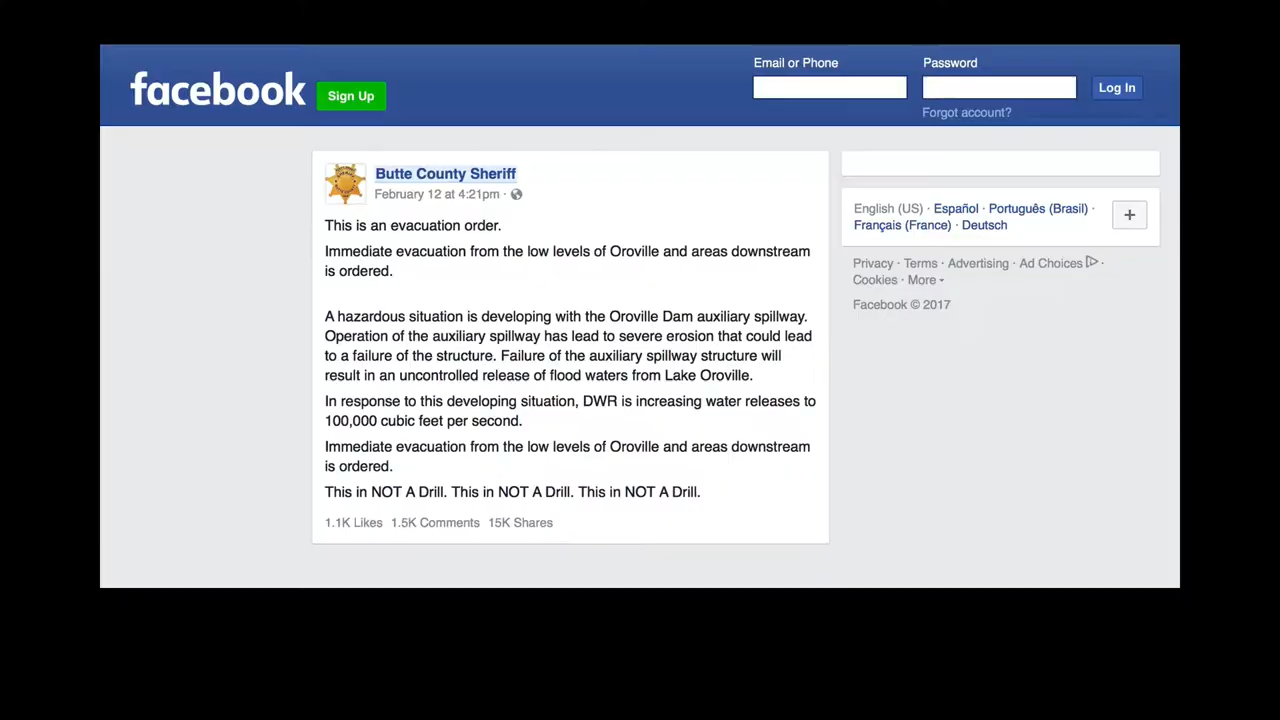 Email or Phone
Password
facebook
Sign Up
Log In
Forgot account?
Butte County Sheriff
February 12 at 4:21pm ·
This is an evacuation order.
Immediate evacuation from the low levels of Oroville and areas downstream
is ordered.
A hazardous situation is developing with the Oroville Dam auxiliary spillway.
Operation of the auxiliary spillway has lead to severe erosion that could lead
to a failure of the structure. Failure of the auxiliary spillway structure will
result in an uncontrolled release of flood waters from Lake Oroville.
In response to this developing situation, DWR is increasing water releases to
100,000 cubic feet per second.
Immediate evacuation from the low levels of Oroville and areas downstream
is ordered.
This in NOT A Drill. This in NOT A Drill. This in NOT A Drill.
1.1K Likes 1.5K Comments 15K Shares
English (US) · Español · Português (Brasil) ·
Français (France) · Deutsch
+
Privacy · Terms · Advertising · Ad Choices ·
Cookies · More
Facebook © 2017